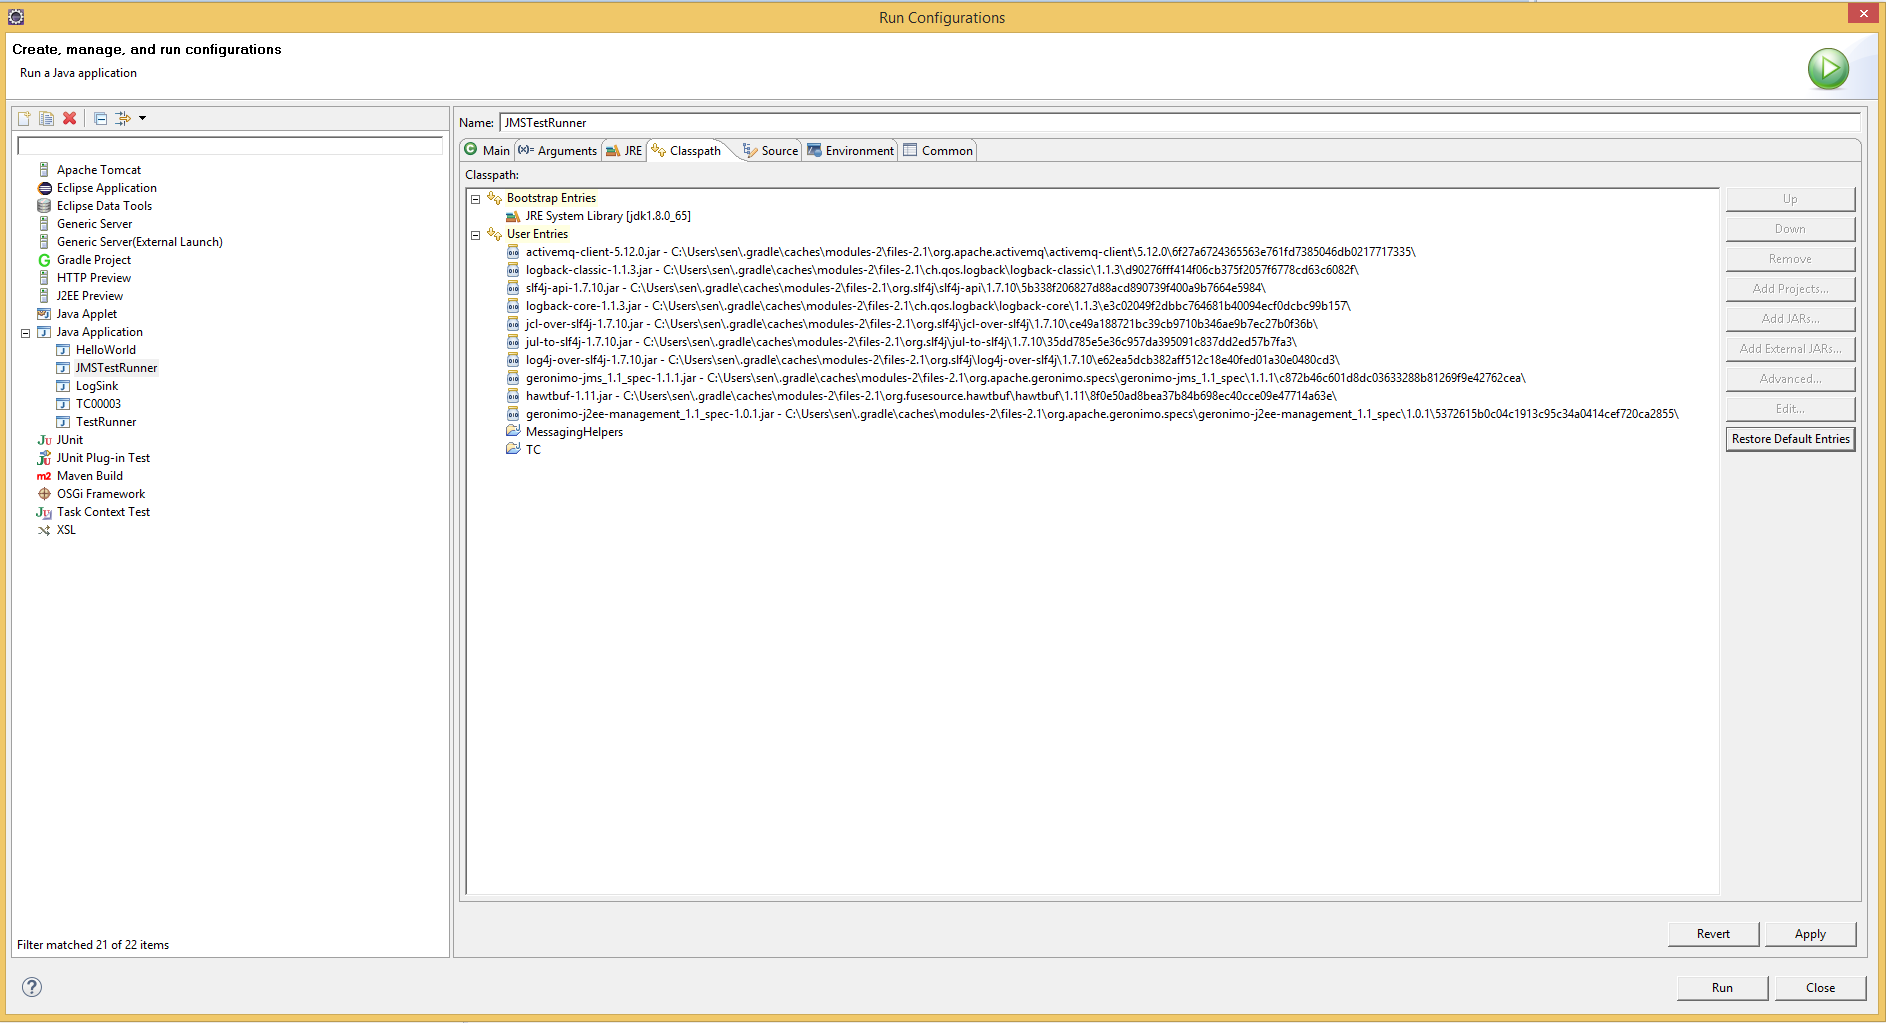 Run Configurations
Create, manage, and run configurations
Run a Java application
Apache Tomcat
Eclipse Application
Eclipse Data Tools
Generic Server
Generic Server(External Launch)
Gradle Project
HTTP Preview
J2EE Preview
Java Applet
Java Application
HelloWorld
JMSTestRunner
LogSink
TC00003
TestRunner
JUnit
JUnit Plug-in Test
Maven Build
OSGi Framework
Task Context Test
XSL
Filter matched 21 of 22 items
Name: JMSTestRunner
Main (x)= Arguments JRE Classpath Source Environment Common
Classpath:
Bootstrap Entries
JRE System Library [jdk1.8.0_65]
User Entries
activemq-client-5.12.0.jar - C:\Users\sen\.gradle\caches\modules-2\files-2.1\org.apache.activemq\activemq-client\5.12.0\6f27a6724365563e761fd7385046db0217717335\
logback-classic-1.1.3.jar - C:\Users\sen\.gradle\caches\modules-2\files-2.1\ch.qos.logback\logback-classic\1.1.3\d90276fff414f06cb375f2057f6778cd63c6082f\
slf4j-api-1.7.10.jar - C:\Users\sen\.gradle\caches\modules-2\files-2.1\org.slf4j\slf4j-api\1.7.10\5b338f206827d88acd890739f400a9b7664e5984\
logback-core-1.1.3.jar - C:\Users\sen\.gradle\caches\modules-2\files-2.1\ch.qos.logback\logback-core\1.1.3\e3c02049f2dbbc764681b40094ecf0dcbc99b157\
jcl-over-slf4j-1.7.10.jar - C:\Users\sen\.gradle\caches\modules-2\files-2.1\org.slf4j\jcl-over-slf4j\1.7.10\ce49a188721bc39cb9710b346ae9b7ec27b0f36b\
jul-to-slf4j-1.7.10.jar - C:\Users\sen\.gradle\caches\modules-2\files-2.1\org.slf4j\jul-to-slf4j\1.7.10\35dd785e5e36c957da395091c837dd2ed57b7fa3\
log4j-over-slf4j-1.7.10.jar - C:\Users\sen\.gradle\caches\modules-2\files-2.1\org.slf4j\log4j-over-slf4j\1.7.10\e62ea5dcb382aff512c18e40fed01a30e0480cd3\
geronimo-jms_1.1_spec-1.1.1.jar - C:\Users\sen\.gradle\caches\modules-2\files-2.1\org.apache.geronimo.specs\geronimo-jms_1.1_spec\1.1.1\c872b46c601d8dc03633288b81269f9e42762cea\
hawtbuf-1.11.jar - C:\Users\sen\.gradle\caches\modules-2\files-2.1\org.fusesource.hawtbuf\hawtbuf\1.11\8f0e50ad8bea37b84b698ec40cce09e47714a63e\
geronimo-j2ee-management_1.1_spec-1.0.1.jar - C:\Users\sen\.gradle\caches\modules-2\files-2.1\org.apache.geronimo.specs\geronimo-j2ee-management_1.1_spec\1.0.1\5372615b0c04c1913c95c34a0414cef720ca2855\
MessagingHelpers
TC
Up
Down
Remove
Add Projects...
Add JARs...
Add External JARs...
Advanced...
Edit...
Restore Default Entries
Revert Apply
Run Close